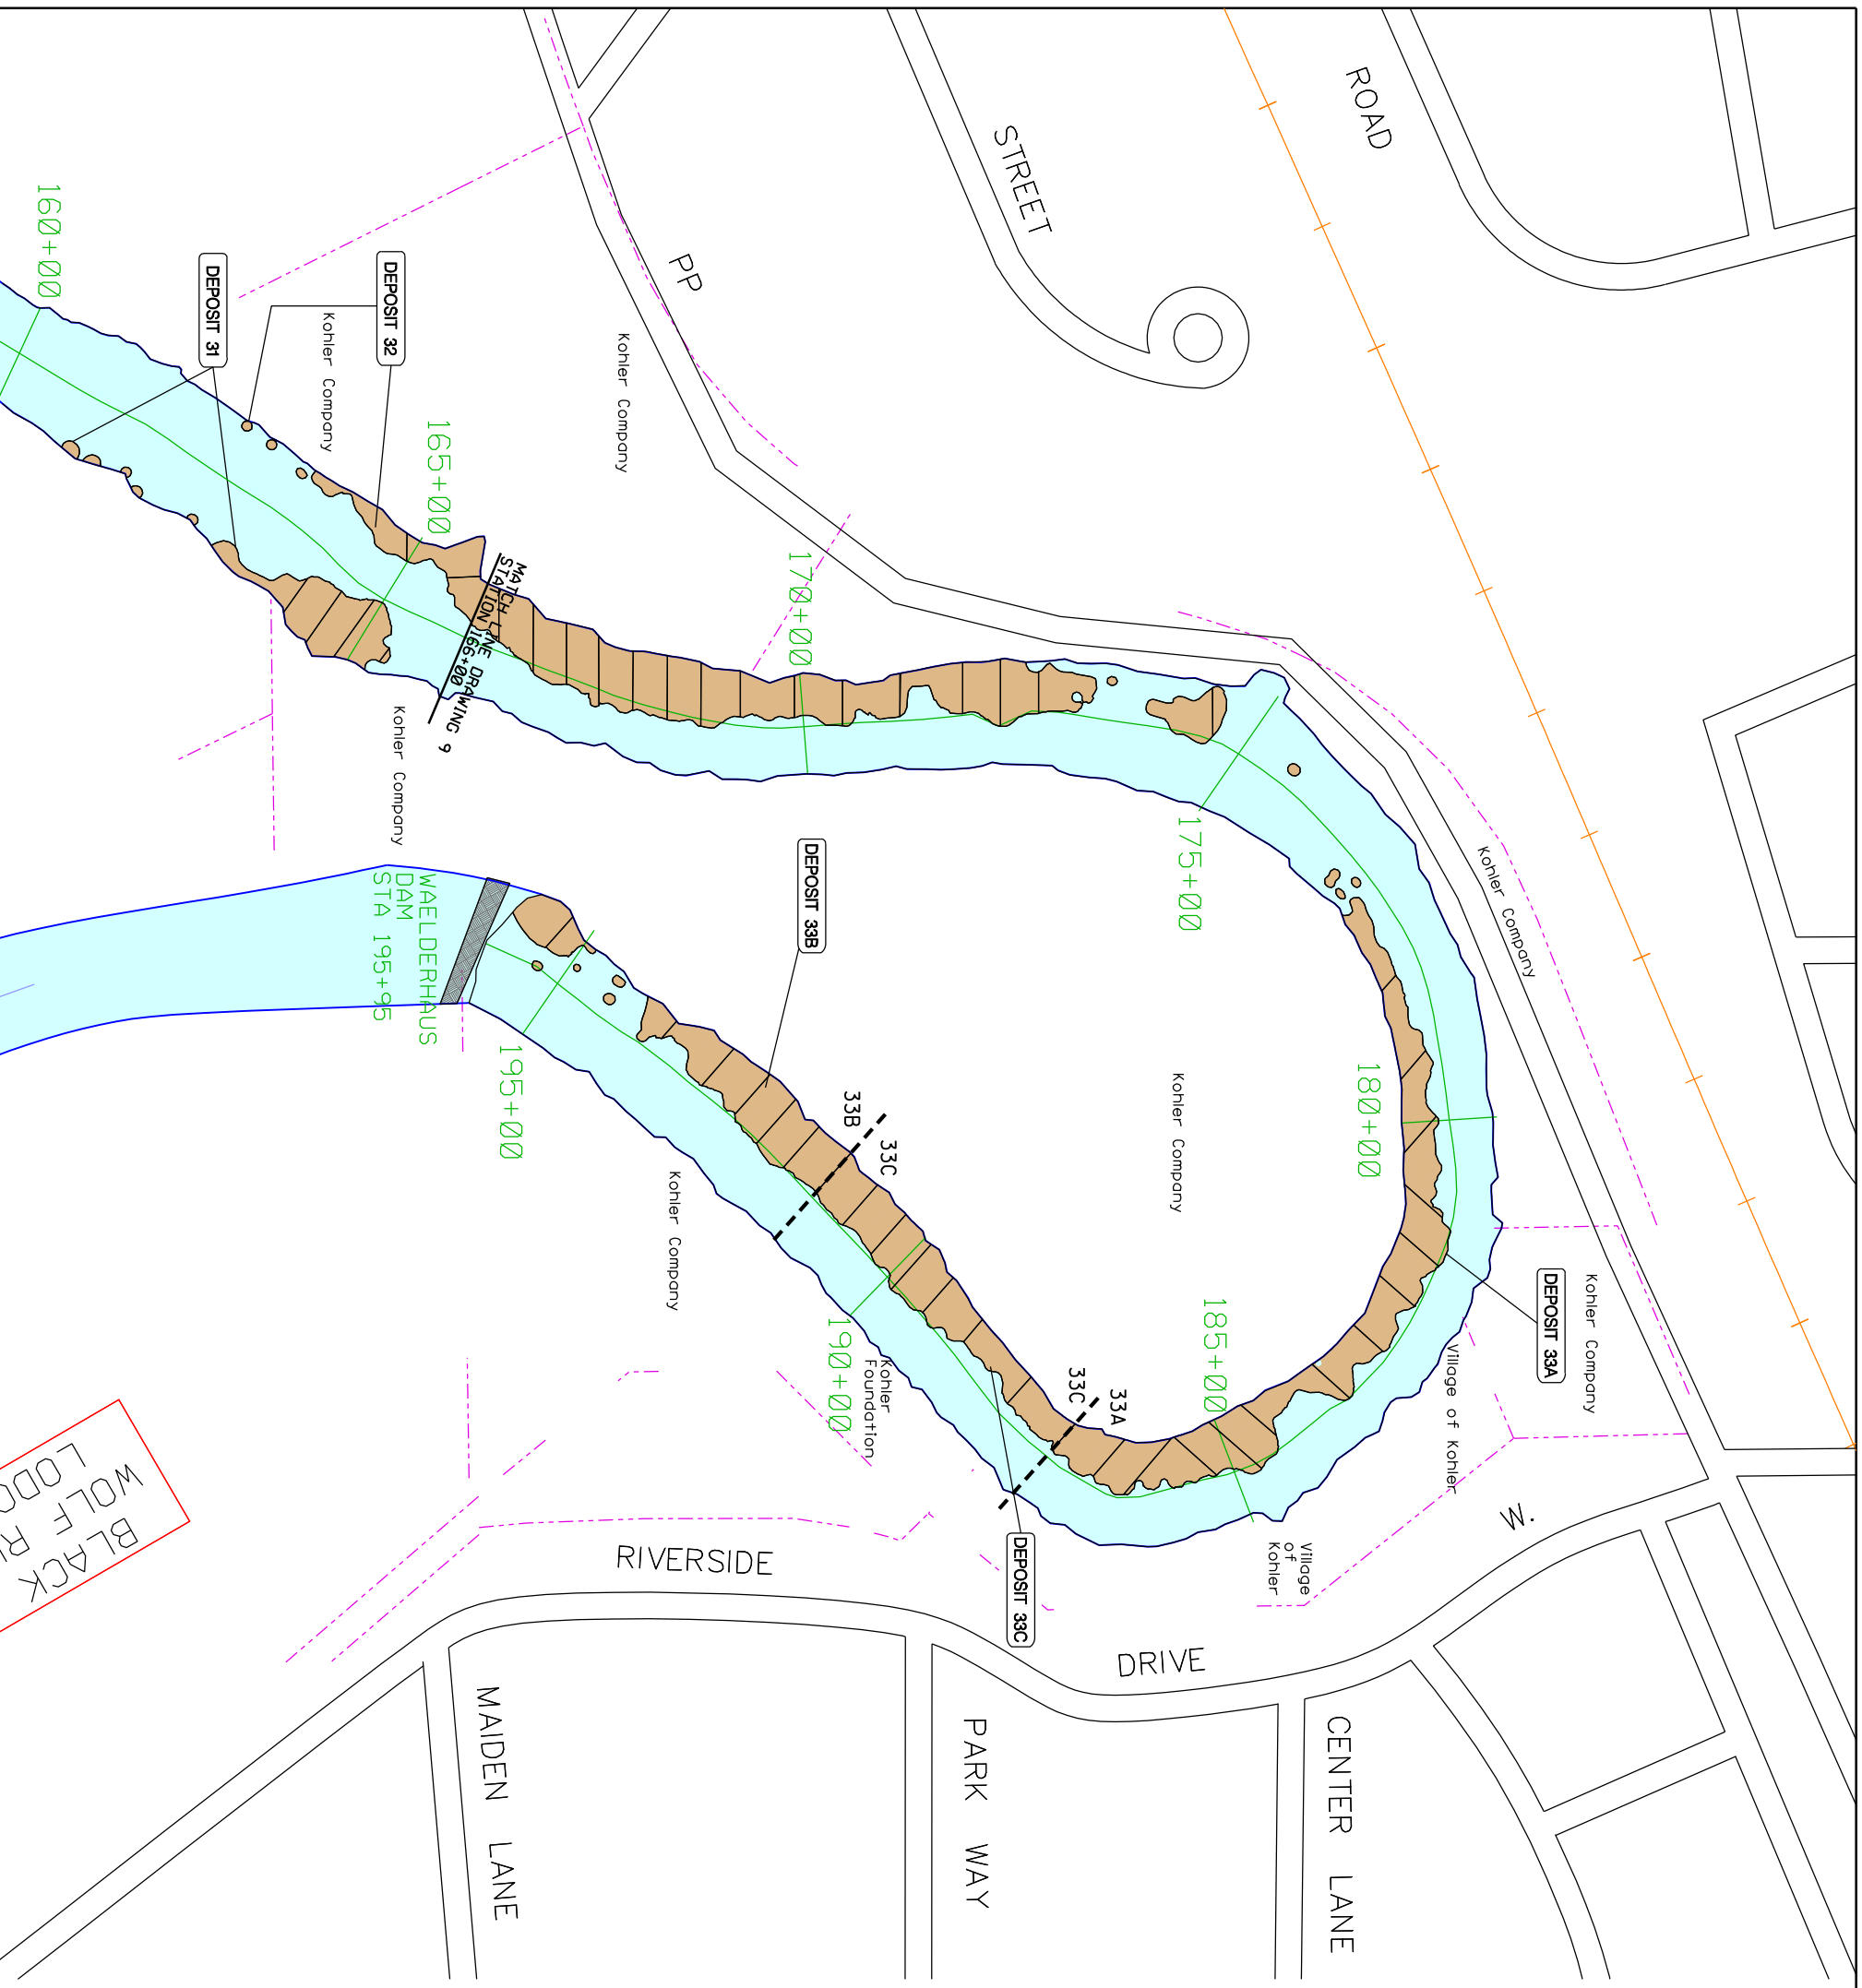 ROAD
STREET
PP
160+00
DEPOSIT 31
DEPOSIT 32
Kohler Company
Kohler Company
165+00
MATCH LINE DRAWING 9
STATION 166+00
170+00
Kohler Company
175+00
Kohler Company
DEPOSIT 33B
WAELDERHAUS
DAM
STA 195+95
195+00
33B
33C
180+00
Kohler Company
Kohler Company
DEPOSIT 33A
Kohler Company
Village of Kohler
185+00
190+00
Kohler
Foundation
33C
33A
DEPOSIT 33C
Village
of
Kohler
W.
RIVERSIDE
DRIVE
BLACK
WOLF
MAIDEN LANE
PARK WAY
CENTER LANE